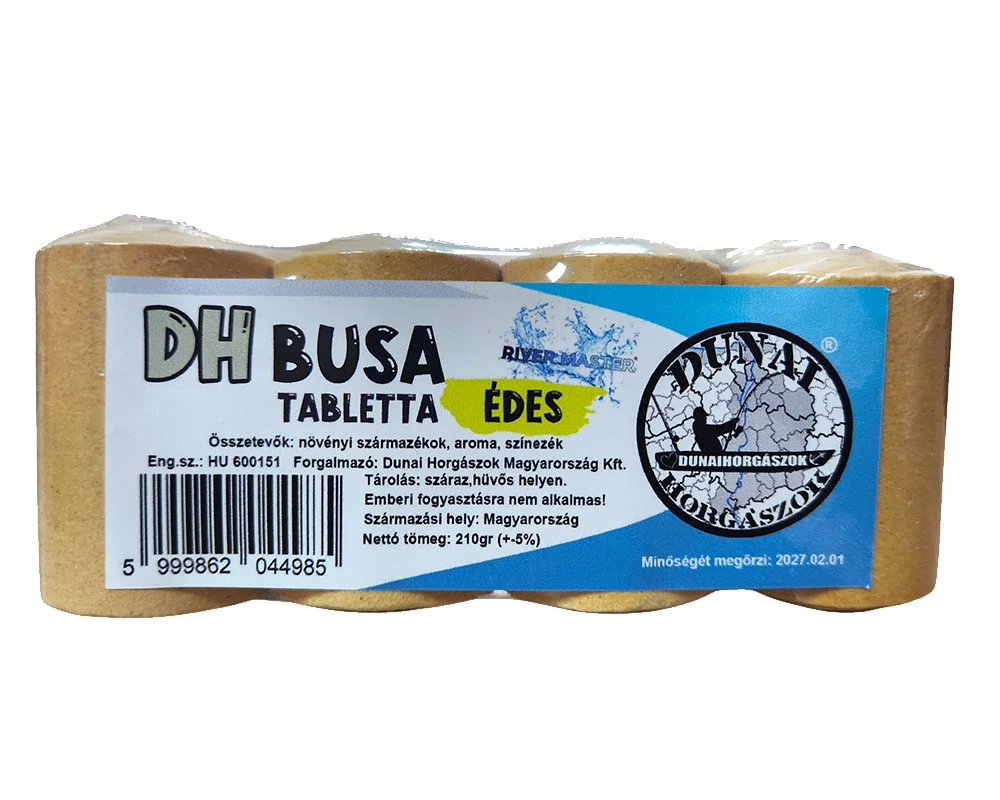 DH BUSA
TABLETTA ÉDES
RIVER MASTER
Összetevők: növényi származékok, aroma, színezék
Eng.sz.: HU 600151 Forgalmazó: Dunai Horgászok Magyarország Kft.
Tárolás: száraz,hüvős helyen.
Emberi fogyasztásra nem alkalmas!
Származási hely: Magyarország
Nettó tömeg: 210gr (+-5%)
5 999862 044985
DUNAI ®
DUNAIHORGÁSZOK
HORGÁSZOK
Minőségét megőrzi: 2027.02.01